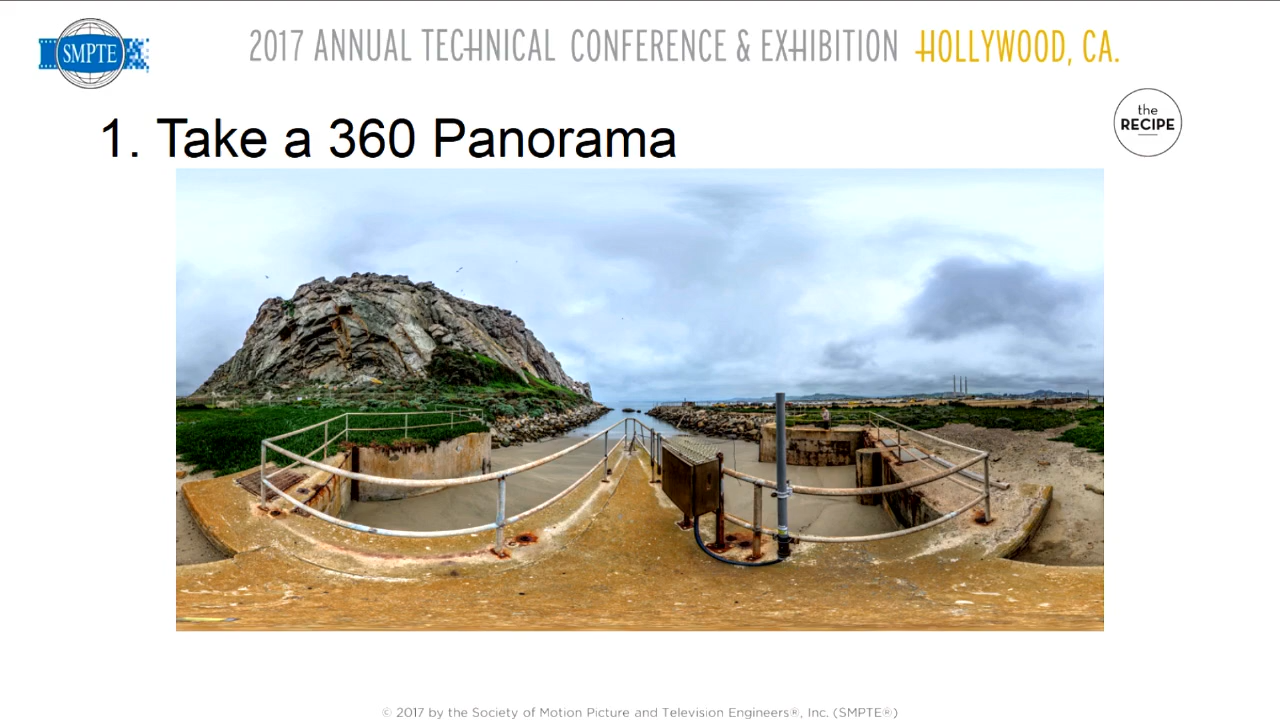 SMPTE
2017 ANNUAL TECHNICAL CONFERENCE & EXHIBITION HOLLYWOOD, CA.
the
RECIPE
1. Take a 360 Panorama
© 2017 by the Society of Motion Picture and Television Engineers®, Inc. (SMPTE®)